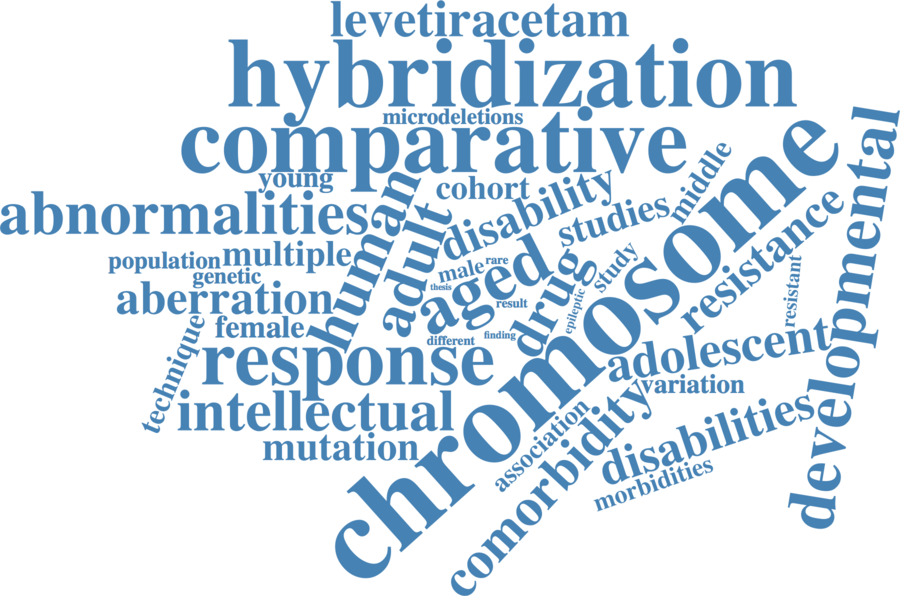 levetiracetam
hybridization
microdeletions
comparative
young
cohort
middle
abnormalities
human
adult
disability
studies
chromosome
developmental
population
multiple
genetic
male
rare
aged
thesis
result
drug
study
epileptic
resistance
resistant
aberration
female
different
finding
technique
response
adolescent
variation
intellectual
mutation
association
comorbidity
disabilities
morbidities